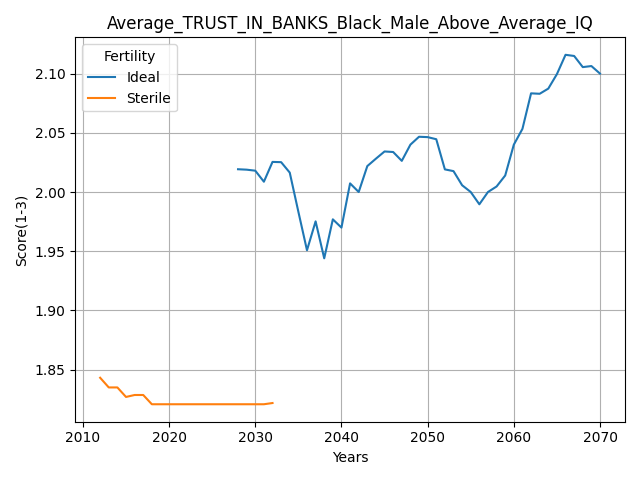 Average_TRUST_IN_BANKS_Black_Male_Above_Average_IQ
Fertility
Ideal
Sterile
Score(1-3)
2.10
2.05
2.00
1.95
1.90
1.85
2010 2020 2030 2040 2050 2060 2070
Years